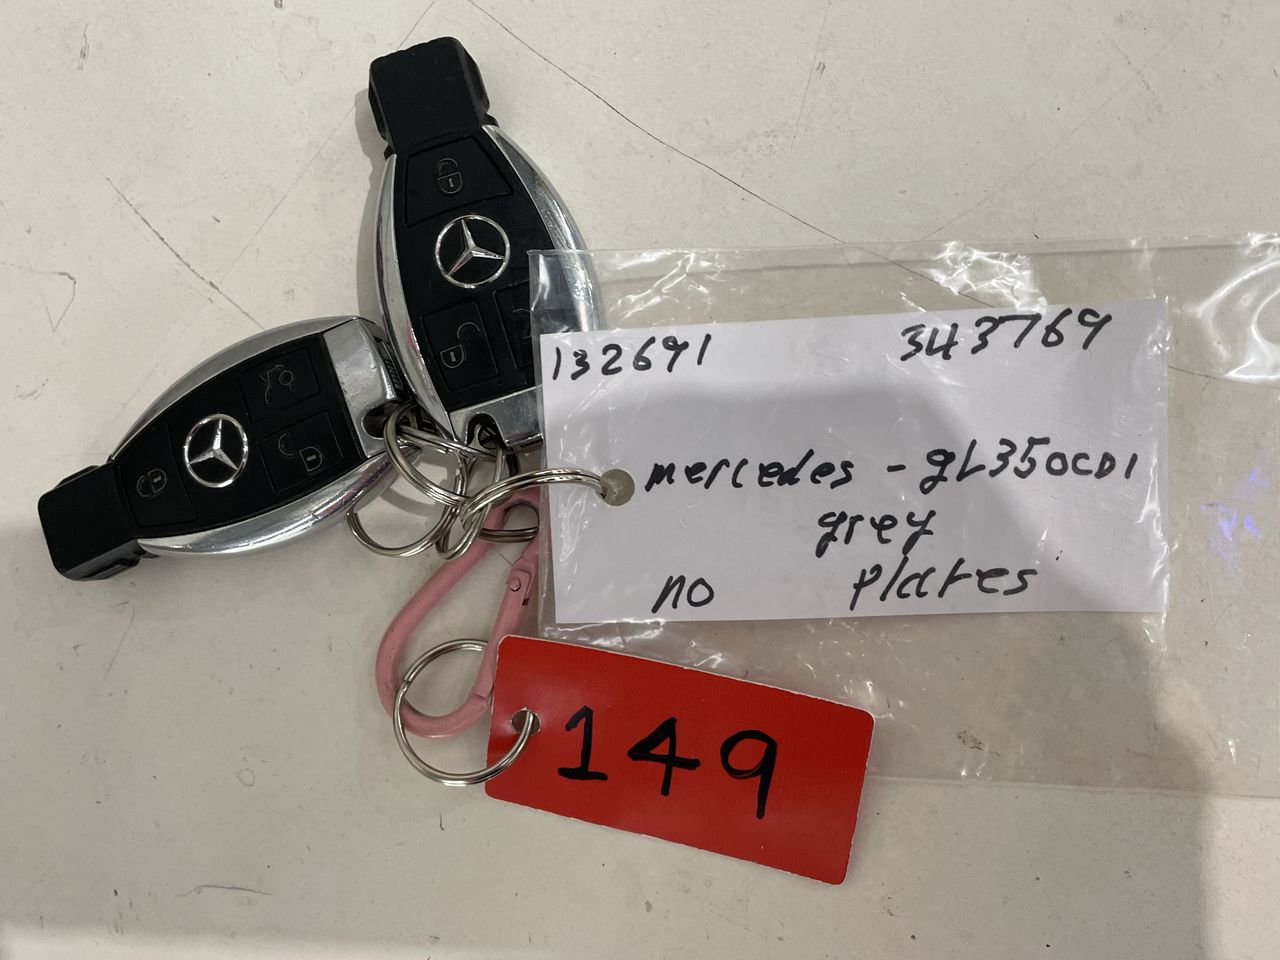 132691 343769
mercedes - gL350CDI
grey
no plates
149